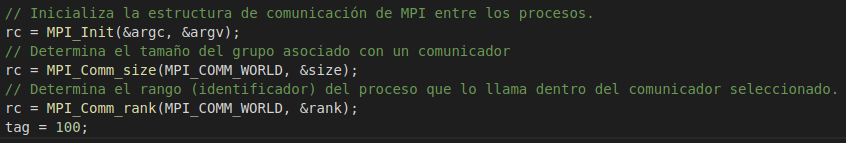 // Inicializa la estructura de comunicación de MPI entre los procesos.
rc = MPI_Init(&argc, &argv);
// Determina el tamaño del grupo asociado con un comunicador
rc = MPI_Comm_size(MPI_COMM_WORLD, &size);
// Determina el rango (identificador) del proceso que lo llama dentro del comunicador seleccionado.
rc = MPI_Comm_rank(MPI_COMM_WORLD, &rank);
tag = 100;